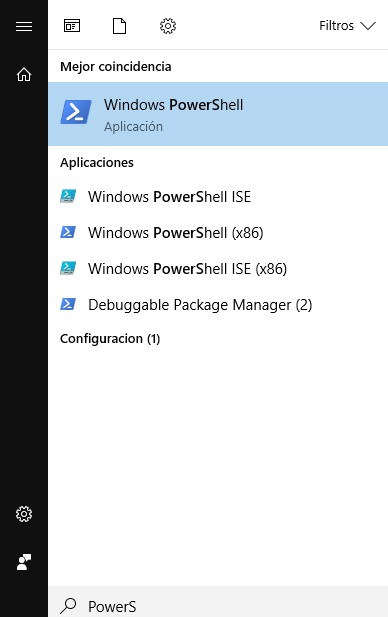 Filtros
Mejor coincidencia
Windows PowerShell
Aplicación
Aplicaciones
Windows PowerShell ISE
Windows PowerShell (x86)
Windows PowerShell ISE (x86)
Debuggable Package Manager (2)
Configuracion (1)
PowerS